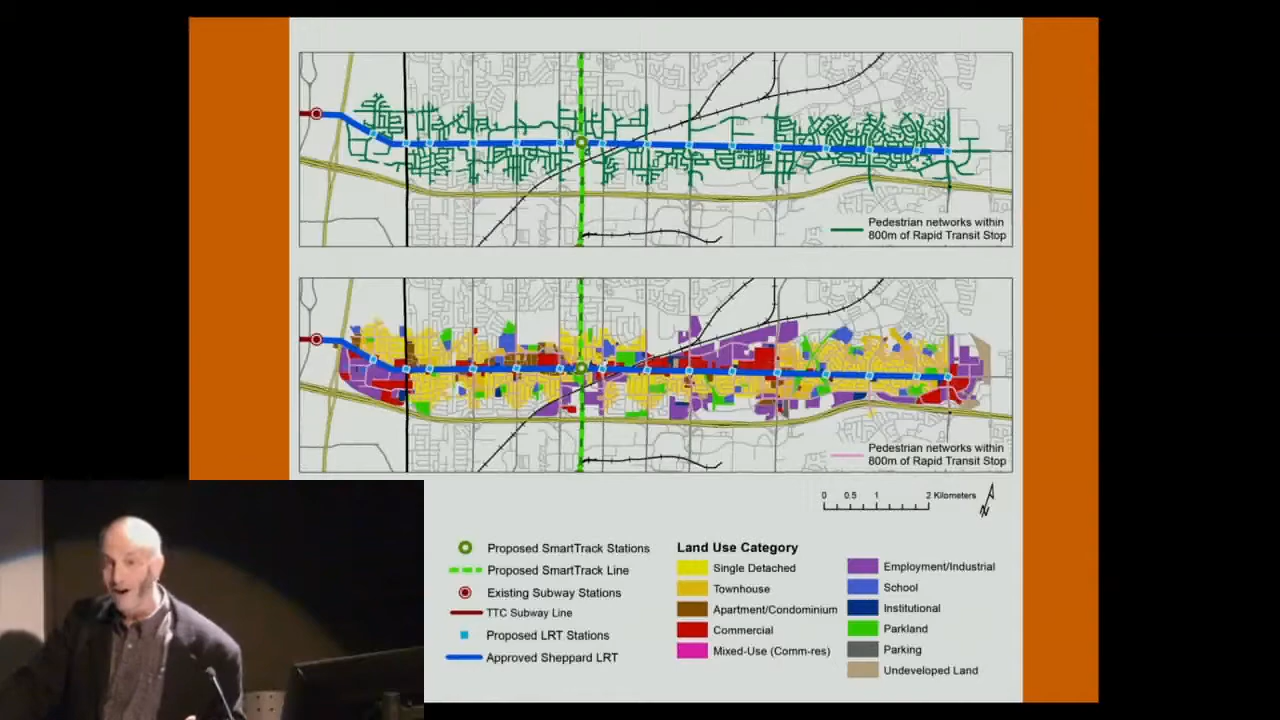 Pedestrian networks within
800m of Rapid Transit Stop
Pedestrian networks within
800m of Rapid Transit Stop
0 0.5 1 2 Kilometers
N
Proposed SmartTrack Stations
Proposed SmartTrack Line
Existing Subway Stations
TTC Subway Line
Proposed LRT Stations
Approved Sheppard LRT
Land Use Category
Single Detached
Townhouse
Apartment/Condominium
Commercial
Mixed-Use (Comm-res)
Employment/Industrial
School
Institutional
Parkland
Parking
Undeveloped Land